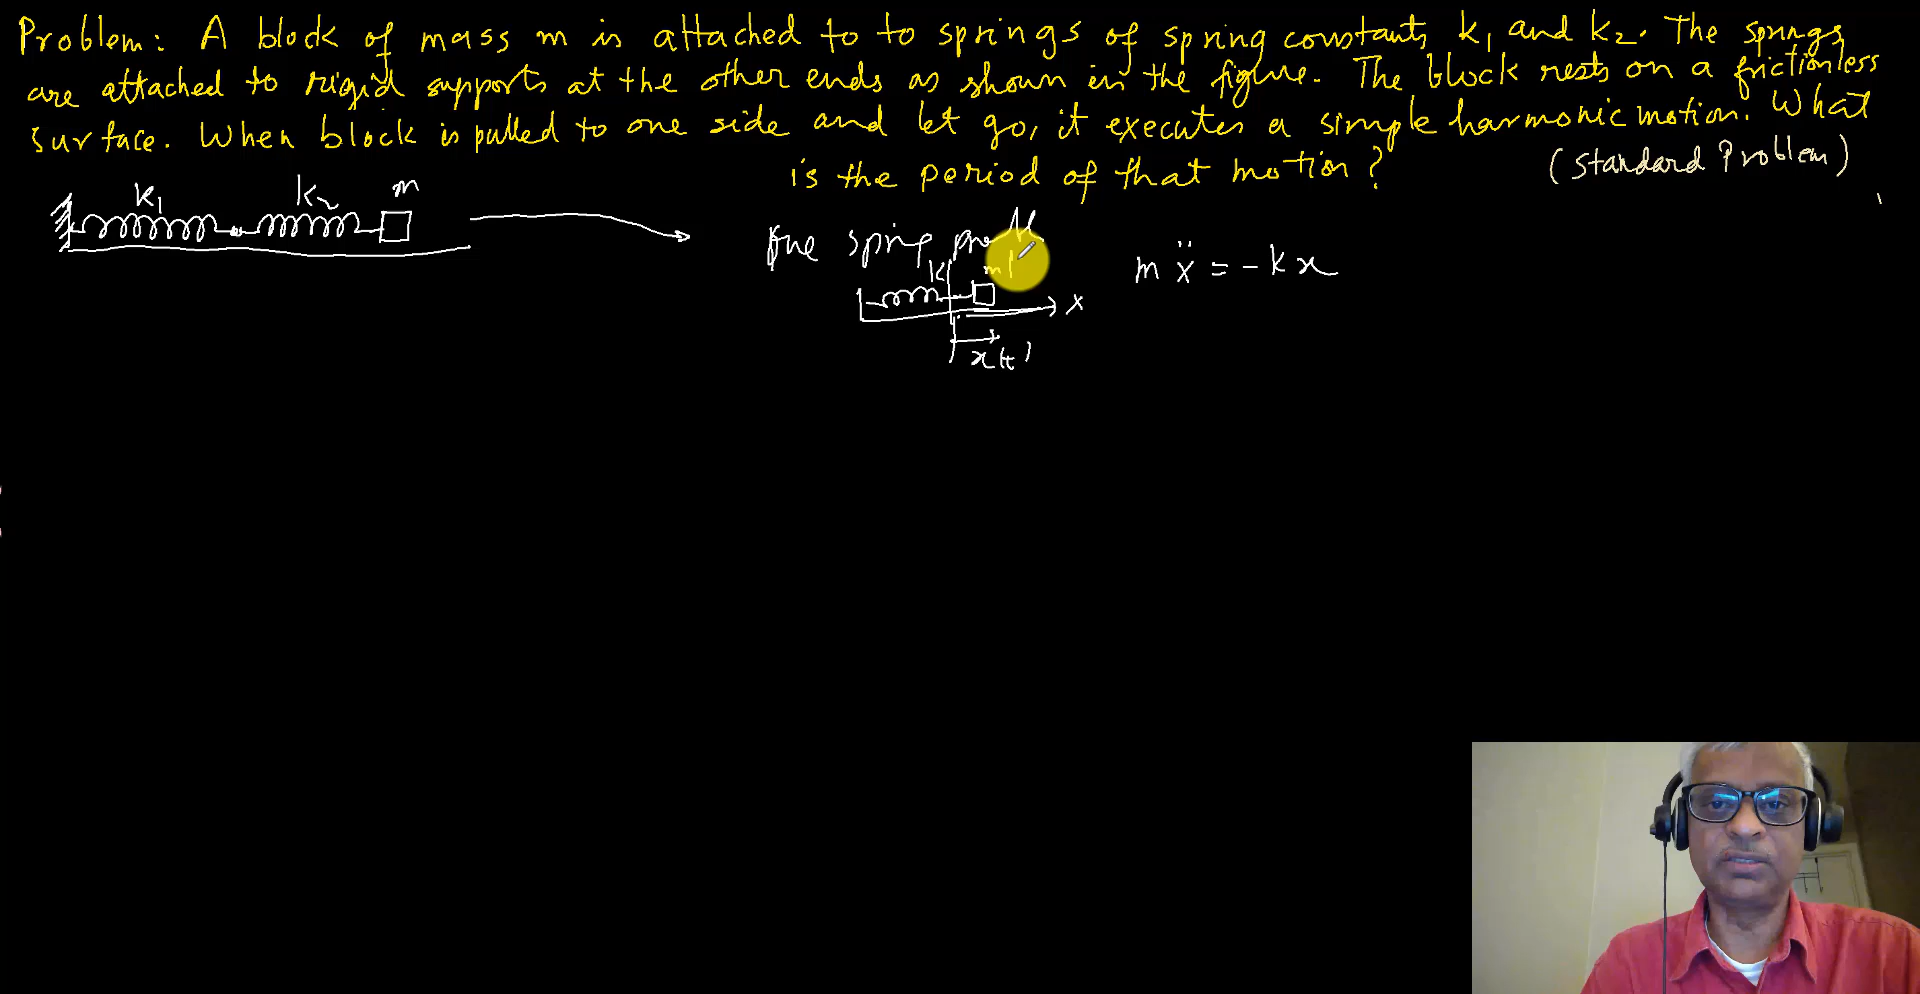 Problem: A block of mass m is attached to to springs of spring constants k₁ and k₂. The springs
are attached to rigid supports at the other ends as shown in the figure. The block rests on a frictionless
surface. When block is pulled to one side and let go, it executes a simple harmonic motion. What
is the period of that motion?
(Standard Problem)
k₁ k₂ m
spring
m ẍ = - k x
k m
x
x(t)